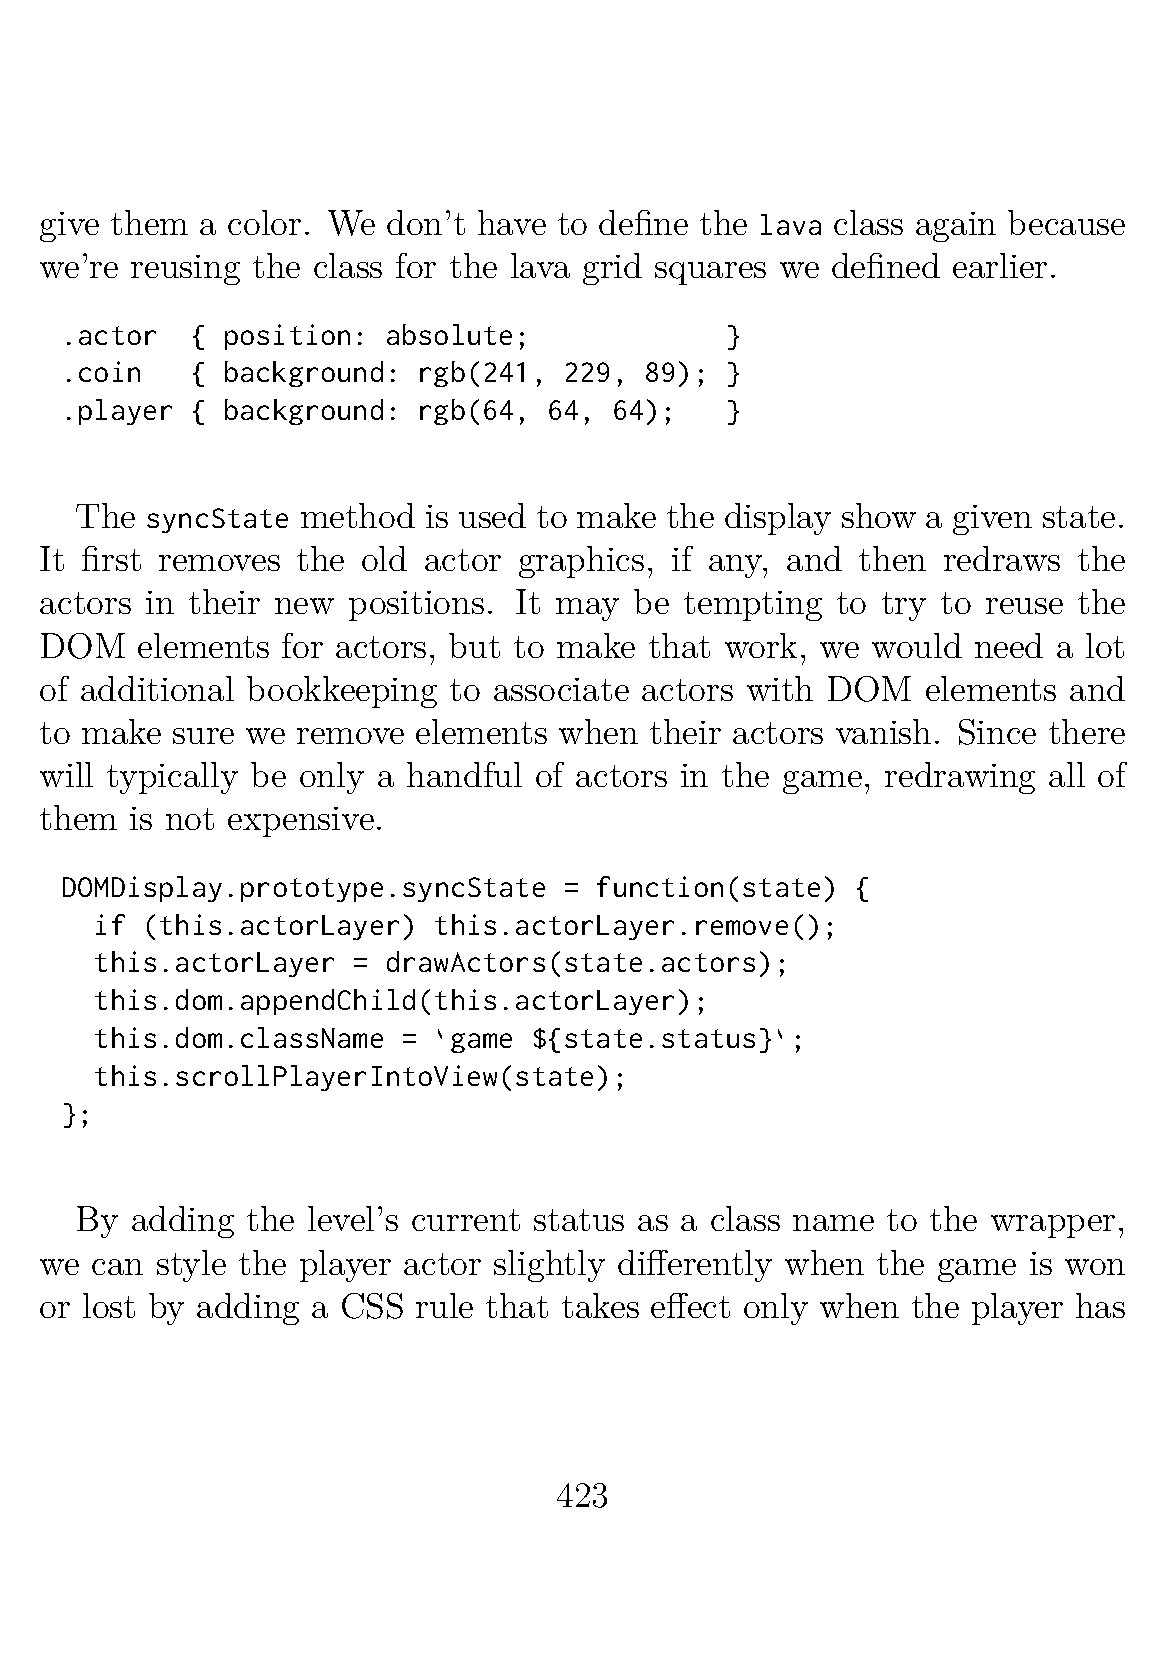 give them a color. We don’t have to define the lava class again because
we’re reusing the class for the lava grid squares we defined earlier.
.actor  { position: absolute;            }
.coin   { background: rgb(241, 229, 89); }
.player { background: rgb(64, 64, 64);   }
The syncState method is used to make the display show a given state.
It first removes the old actor graphics, if any, and then redraws the
actors in their new positions. It may be tempting to try to reuse the
DOM elements for actors, but to make that work, we would need a lot
of additional bookkeeping to associate actors with DOM elements and
to make sure we remove elements when their actors vanish. Since there
will typically be only a handful of actors in the game, redrawing all of
them is not expensive.
DOMDisplay.prototype.syncState = function(state) {
  if (this.actorLayer) this.actorLayer.remove();
  this.actorLayer = drawActors(state.actors);
  this.dom.appendChild(this.actorLayer);
  this.dom.className = `game ${state.status}`;
  this.scrollPlayerIntoView(state);
};
By adding the level’s current status as a class name to the wrapper,
we can style the player actor slightly differently when the game is won
or lost by adding a CSS rule that takes effect only when the player has
423